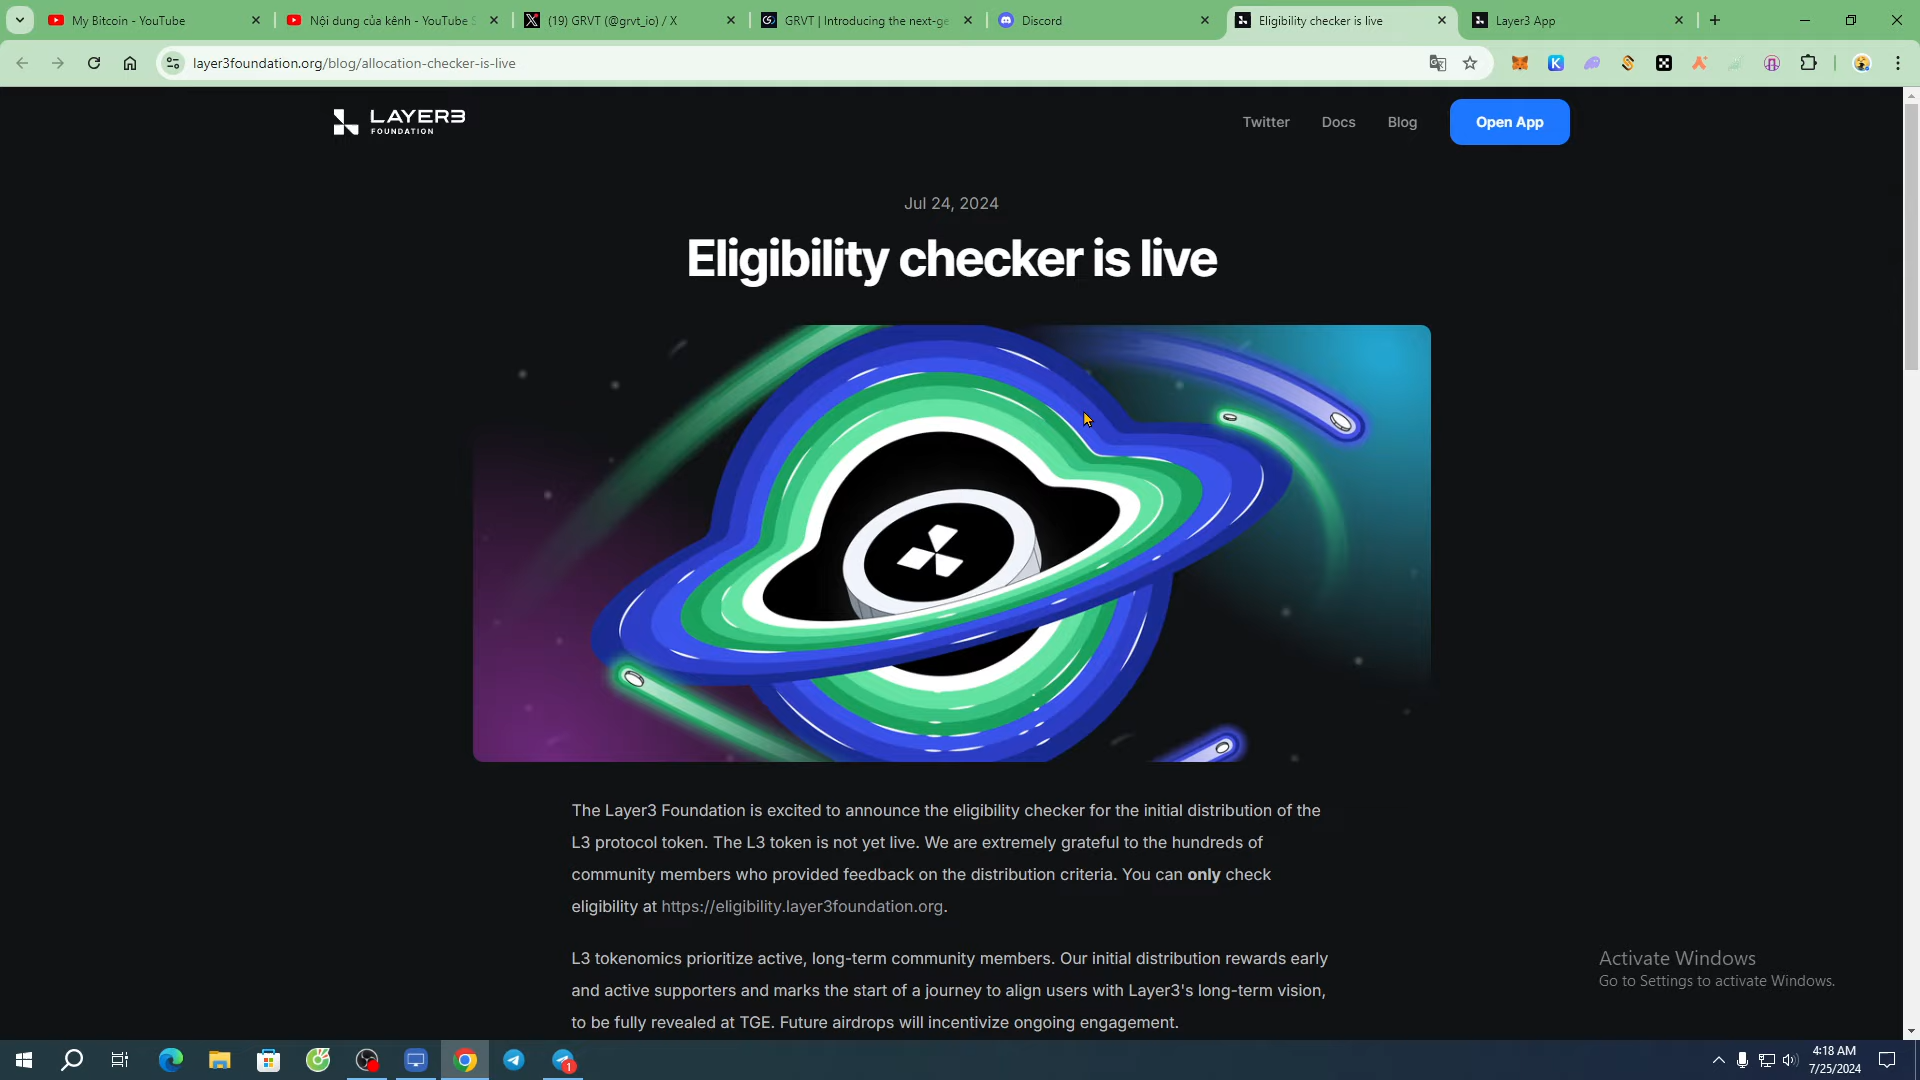 My Bitcoin - YouTube
Nội dung của kênh - YouTube S
(19) GRVT (@grvt_io) / X
GRVT | Introducing the next-ge
Discord
Eligibility checker is live
Layer3 App
layer3foundation.org/blog/allocation-checker-is-live
LAYER3
FOUNDATION
Twitter
Docs
Blog
Open App
Jul 24, 2024
Eligibility checker is live
The Layer3 Foundation is excited to announce the eligibility checker for the initial distribution of the
L3 protocol token. The L3 token is not yet live. We are extremely grateful to the hundreds of
community members who provided feedback on the distribution criteria. You can only check
eligibility at https://eligibility.layer3foundation.org.
L3 tokenomics prioritize active, long-term community members. Our initial distribution rewards early
and active supporters and marks the start of a journey to align users with Layer3's long-term vision,
to be fully revealed at TGE. Future airdrops will incentivize ongoing engagement.
Activate Windows
Go to Settings to activate Windows.
1
4:18 AM
7/25/2024